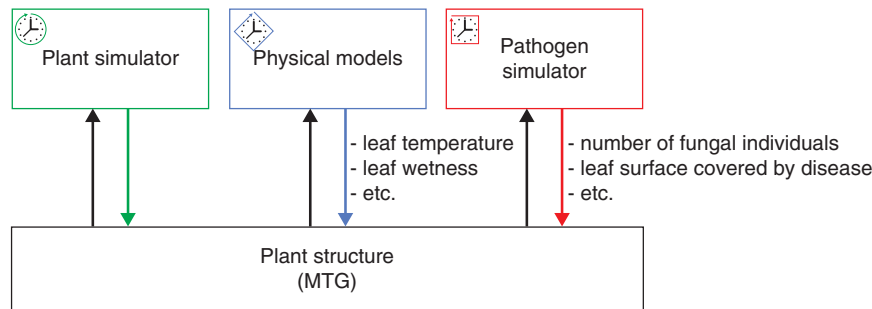 Plant simulator
Physical models
Pathogen
simulator
- leaf temperature
- leaf wetness
- etc.
- number of fungal individuals
- leaf surface covered by disease
- etc.
Plant structure
(MTG)